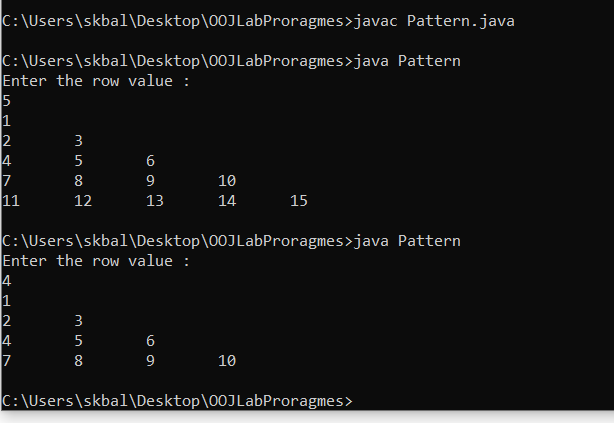 C:\Users\skbal\Desktop\OOJLabProragmes>javac Pattern.java
C:\Users\skbal\Desktop\OOJLabProragmes>java Pattern
Enter the row value :
5
1
2 3
4 5 6
7 8 9 10
11 12 13 14 15
C:\Users\skbal\Desktop\OOJLabProragmes>java Pattern
Enter the row value :
4
1
2 3
4 5 6
7 8 9 10
C:\Users\skbal\Desktop\OOJLabProragmes>